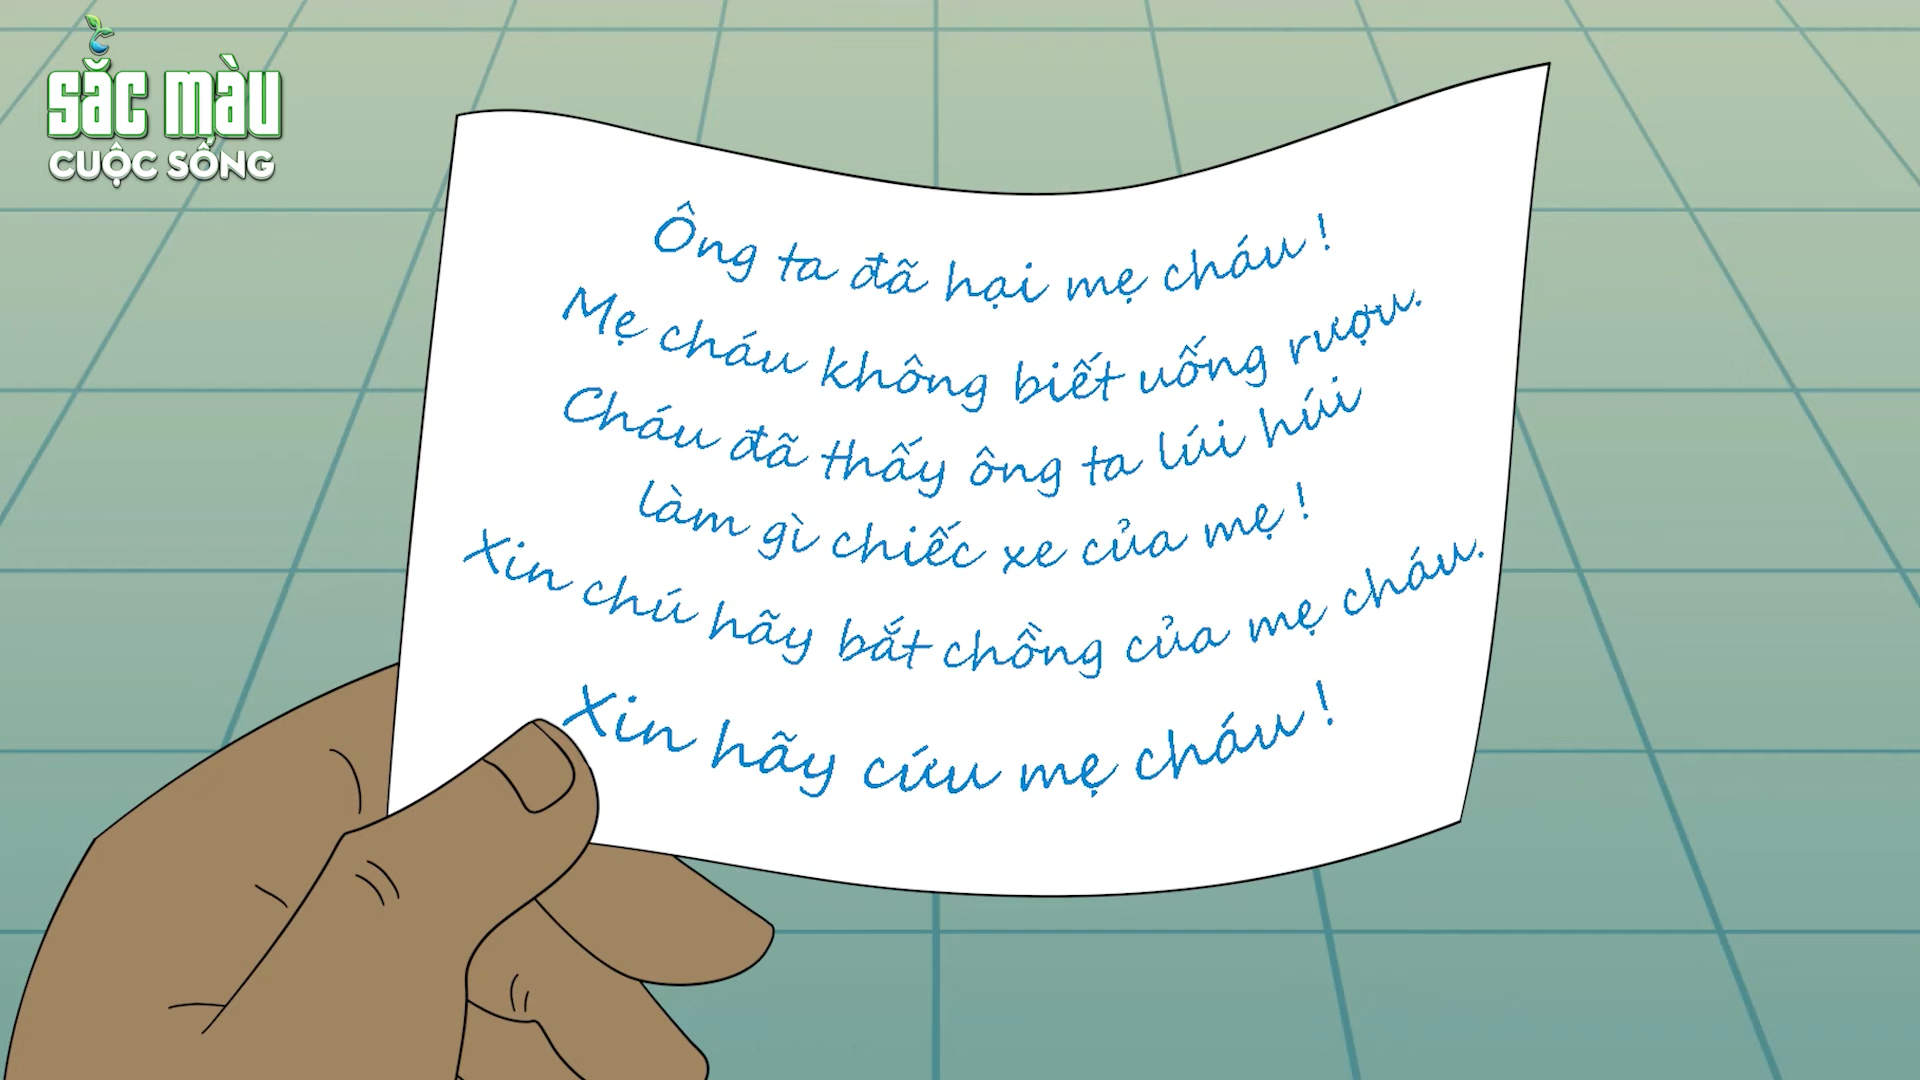 SẮC MÀU
CUỘC SỐNG
Ông ta đã hại mẹ cháu !
Mẹ cháu không biết uống rượu.
Cháu đã thấy ông ta lúi húi
làm gì chiếc xe của mẹ !
Xin chú hãy bắt chồng của mẹ cháu.
Xin hãy cứu mẹ cháu !